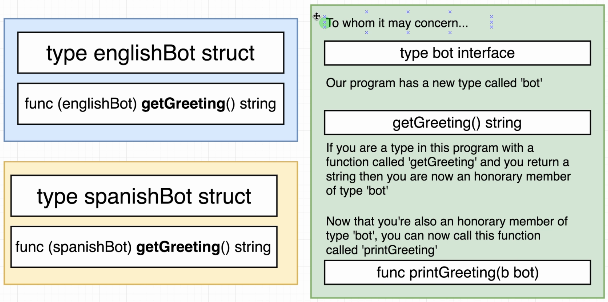 type englishBot struct
func (englishBot) getGreeting() string
type spanishBot struct
func (spanishBot) getGreeting() string
To whom it may concern...
type bot interface
Our program has a new type called 'bot'
getGreeting() string
If you are a type in this program with a
function called 'getGreeting' and you return a
string then you are now an honorary member
of type 'bot'
Now that you're also an honorary member of
type 'bot', you can now call this function
called 'printGreeting'
func printGreeting(b bot)